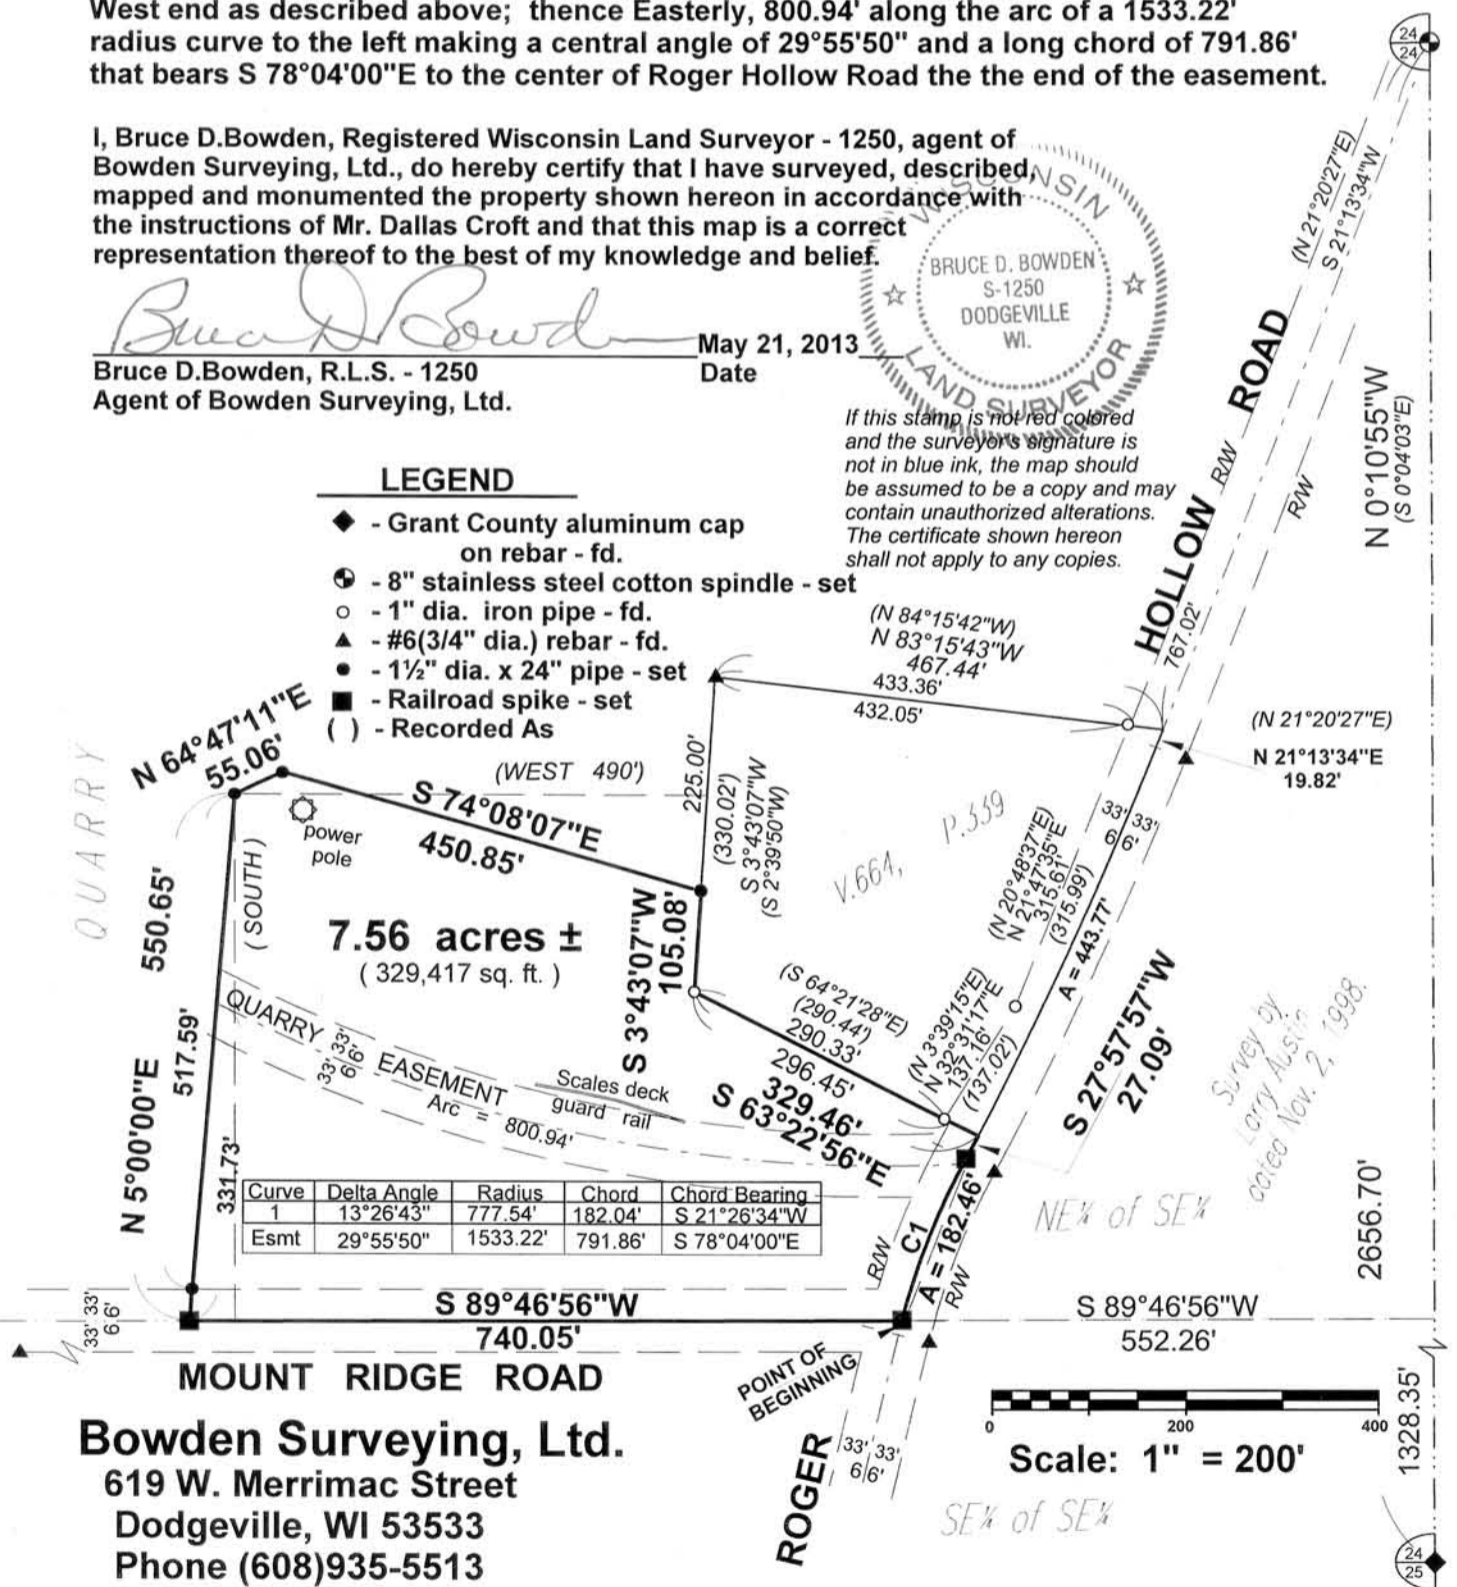 West end as described above; thence Easterly, 800.94' along the arc of a 1533.22'
radius curve to the left making a central angle of 29°55'50" and a long chord of 791.86'
that bears S 78°04'00"E to the center of Roger Hollow Road the the end of the easement.
I, Bruce D.Bowden, Registered Wisconsin Land Surveyor - 1250, agent of
Bowden Surveying, Ltd., do hereby certify that I have surveyed, described,
mapped and monumented the property shown hereon in accordance with
the instructions of Mr. Dallas Croft and that this map is a correct
representation thereof to the best of my knowledge and belief.
Bruce D Bowden
May 21, 2013
Bruce D.Bowden, R.L.S. - 1250
Date
Agent of Bowden Surveying, Ltd.
WISCONSIN
BRUCE D. BOWDEN
S-1250
DODGEVILLE
WI.
LAND SURVEYOR
If this stamp is not red colored
and the surveyor's signature is
not in blue ink, the map should
be assumed to be a copy and may
contain unauthorized alterations.
The certificate shown hereon
shall not apply to any copies.
LEGEND
- Grant County aluminum cap
on rebar - fd.
- 8" stainless steel cotton spindle - set
- 1" dia. iron pipe - fd.
- #6(3/4" dia.) rebar - fd.
- 1½" dia. x 24" pipe - set
- Railroad spike - set
( ) - Recorded As
24
24
(N 21°20'27"E)
S 21°13'34"W
HOLLOW ROAD
R/W
R/W
767.02'
N 0°10'55"W
(S 0°04'03"E)
(N 84°15'42"W)
N 83°15'43"W
467.44'
433.36'
432.05'
(N 21°20'27"E)
N 21°13'34"E
19.82'
QUARRY
N 64°47'11"E
55.06'
(WEST 490')
S 74°08'07"E
450.85'
power
pole
225.00'
(330.02')
S 3°43'07"W
(S 2°39'50"W)
V.664, P.339
33' 33'
6 6'
(N 20°48'37"E)
N 21°47'35"E
315.61'
(315.99')
A = 443.77'
550.65'
( SOUTH )
7.56 acres ±
( 329,417 sq. ft. )
S 3°43'07"W
105.08'
(S 64°21'28"E)
(290.44')
290.33'
296.45'
329.46'
S 63°22'56"E
(N 3°39'15"E)
N 32°31'17"E
137.16'
(137.02')
S 27°57'57"W
27.09'
Survey by
Larry Austin
dated Nov. 2, 1998.
517.59'
N 5°00'00"E
331.73'
QUARRY EASEMENT
33' 33'
6 6'
Arc = 800.94'
Scales deck
guard rail
Curve Delta Angle Radius Chord Chord Bearing
1 13°26'43" 777.54' 182.04' S 21°26'34"W
Esmt 29°55'50" 1533.22' 791.86' S 78°04'00"E
C1
A = 182.46'
R/W
R/W
NE¼ of SE¼
2656.70'
33' 33'
6 6'
S 89°46'56"W
740.05'
S 89°46'56"W
552.26'
MOUNT RIDGE ROAD
POINT OF
BEGINNING
ROGER
33' 33'
6 6'
0 200 400
Scale: 1" = 200'
1328.35'
SE¼ of SE¼
24
25
Bowden Surveying, Ltd.
619 W. Merrimac Street
Dodgeville, WI 53533
Phone (608)935-5513